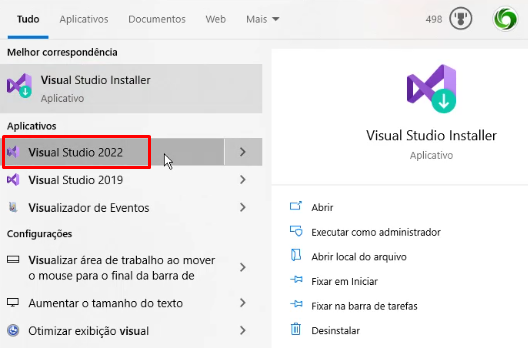 Tudo Aplicativos Documentos Web Mais 498
Melhor correspondência
Visual Studio Installer
Aplicativo
Aplicativos
Visual Studio 2022
Visual Studio 2019
Visualizador de Eventos
Configurações
Visualizar área de trabalho ao mover
o mouse para o final da barra de
Aumentar o tamanho do texto
Otimizar exibição visual
Visual Studio Installer
Aplicativo
Abrir
Executar como administrador
Abrir local do arquivo
Fixar em Iniciar
Fixar na barra de tarefas
Desinstalar